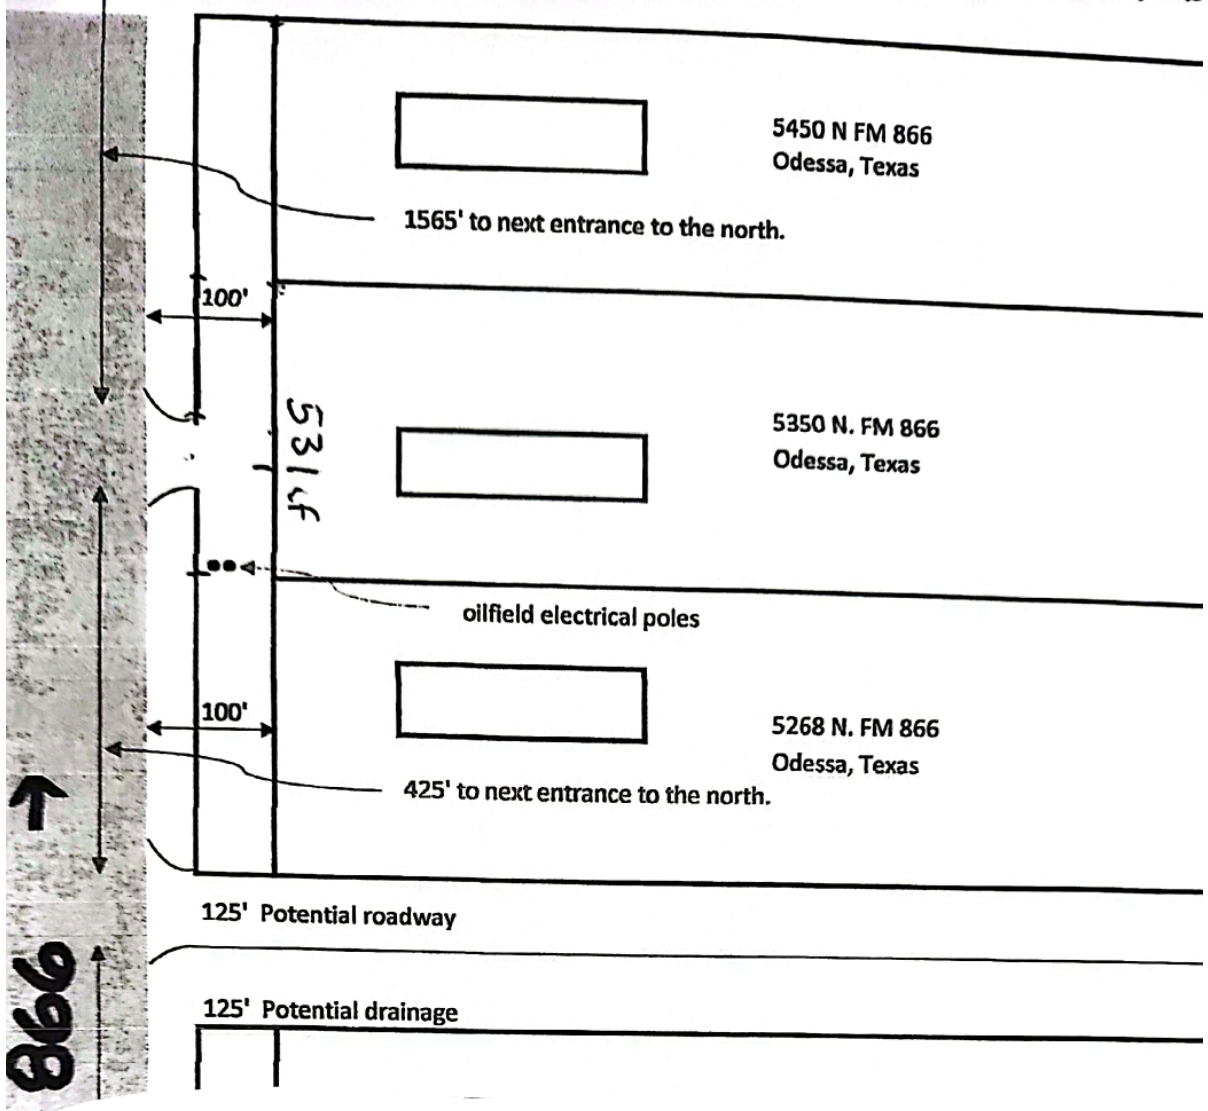 5450 N FM 866
Odessa, Texas
1565' to next entrance to the north.
100'
531 LF
5350 N. FM 866
Odessa, Texas
oilfield electrical poles
100'
5268 N. FM 866
Odessa, Texas
425' to next entrance to the north.
125' Potential roadway
866
125' Potential drainage